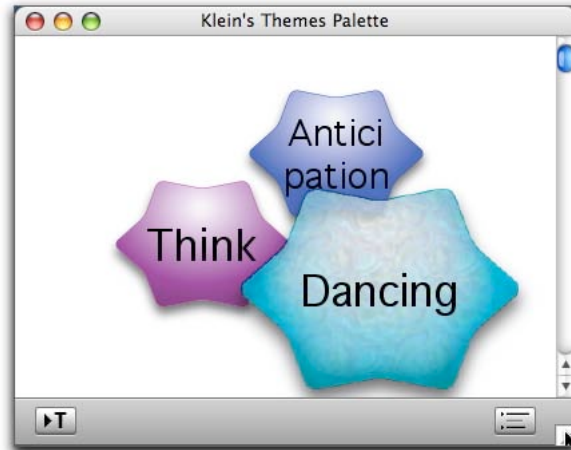 Klein's Themes Palette
Antici
pation
Think
Dancing
T